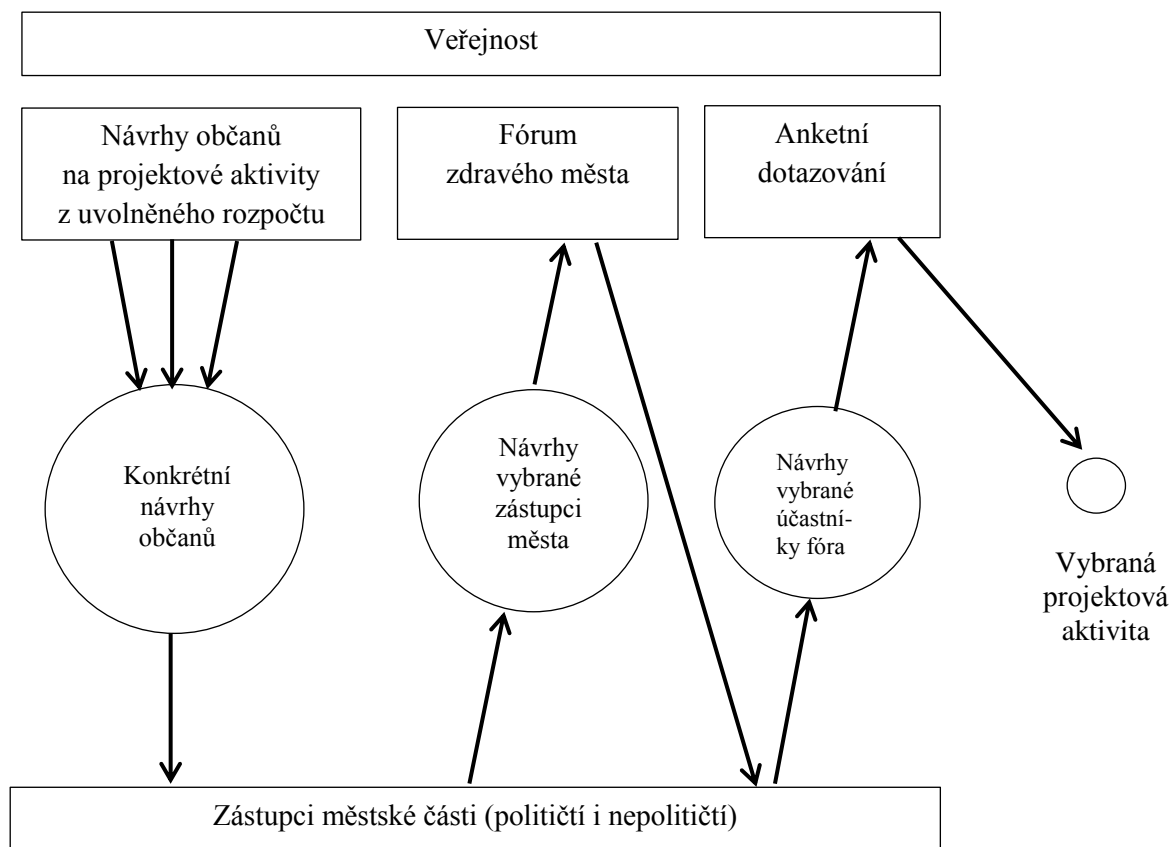 Veřejnost
Návrhy občanů
na projektové aktivity
z uvolněného rozpočtu
Fórum
zdravého města
Anketní
dotazování
Konkrétní
návrhy
občanů
Návrhy
vybrané
zástupci
města
Návrhy
vybrané
účastní-
ky fóra
Vybraná
projektová
aktivita
Zástupci městské části (političtí i nepolitičtí)